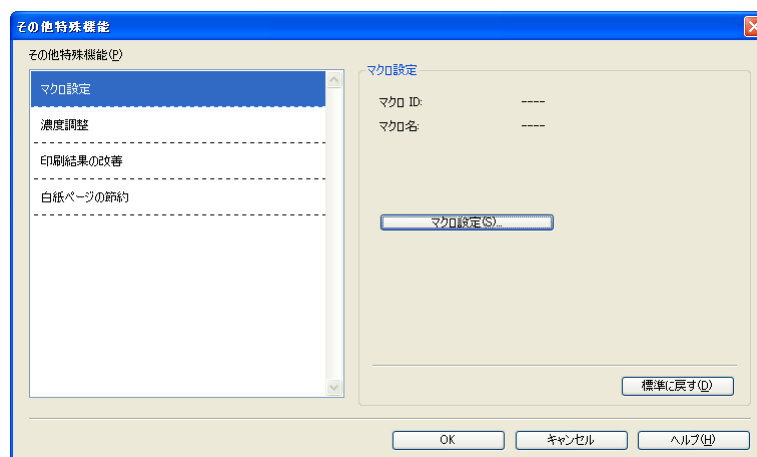 その他特殊機能
その他特殊機能(P)
マクロ設定
濃度調整
印刷結果の改善
白紙ページの節約
マクロ設定
マクロ ID: ----
マクロ名: ----
マクロ設定(S)...
標準に戻す(D)
OK キャンセル ヘルプ(H)